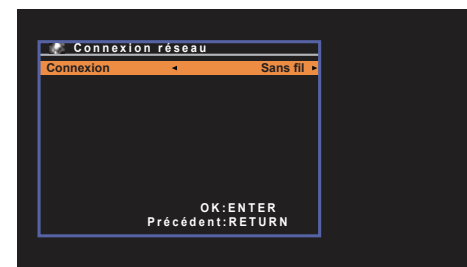 Connexion réseau
Connexion ◄ Sans fil ►
OK:ENTER
Précédent:RETURN